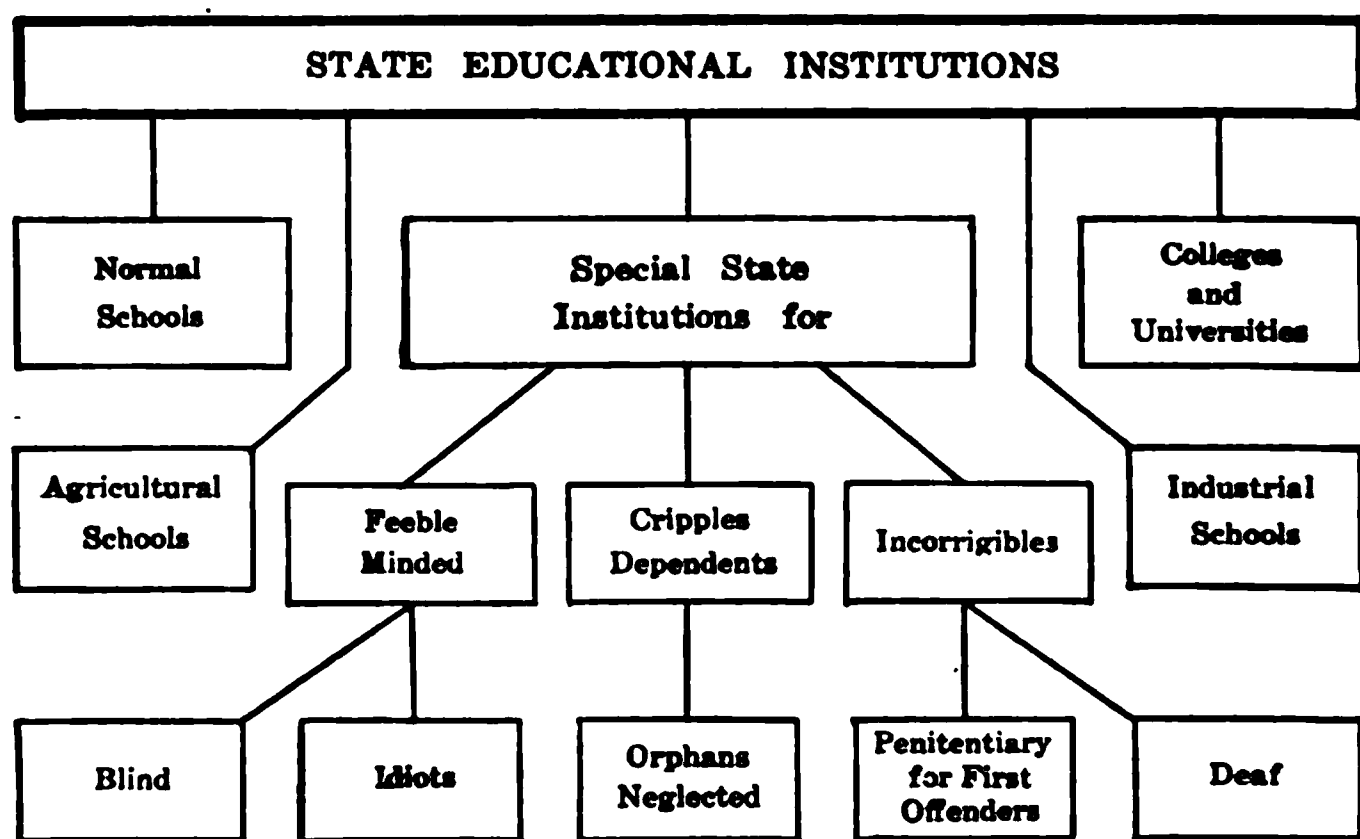 STATE EDUCATIONAL INSTITUTIONS
Normal
Schools
Special State
Institutions for
Colleges
and
Universities
Agricultural
Schools
Feeble
Minded
Cripples
Dependents
Incorrigibles
Industrial
Schools
Blind
Idiots
Orphans
Neglected
Penitentiary
for First
Offenders
Deaf